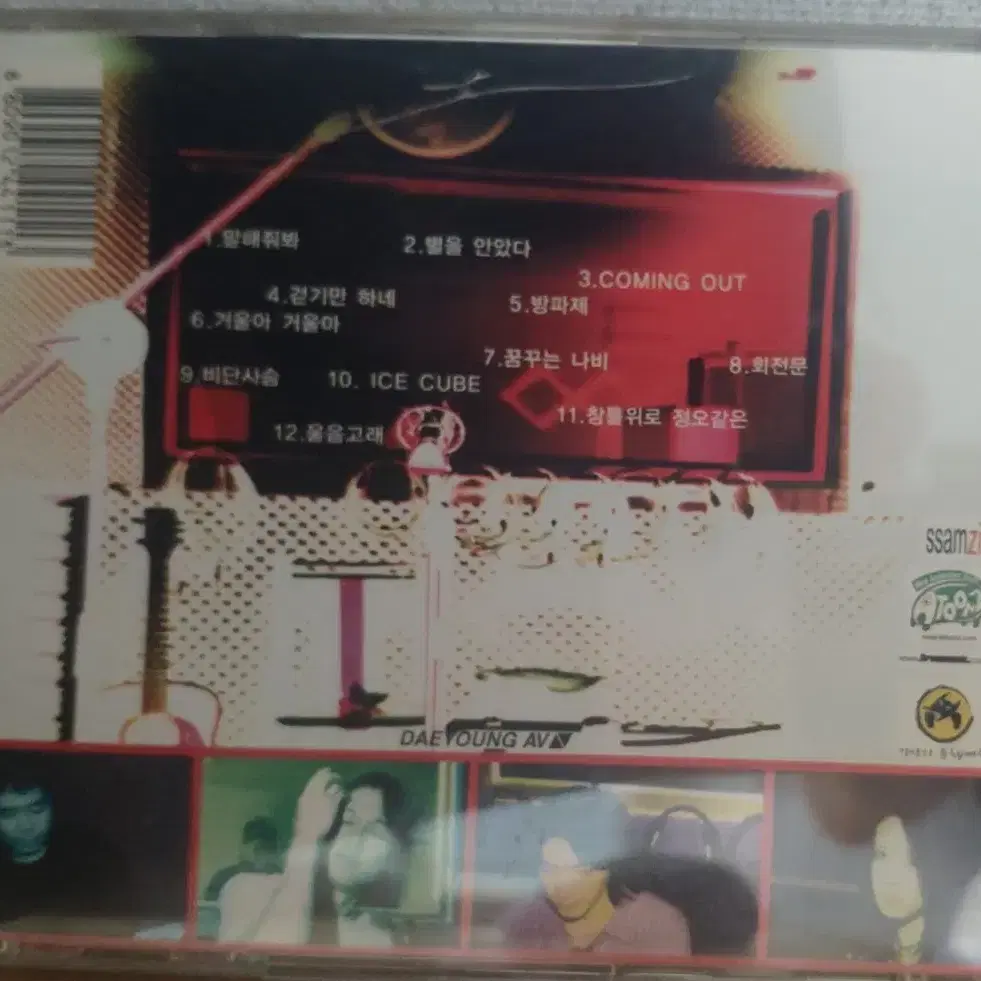 1.말해줘봐
2.별을 안았다
3.COMING OUT
4.걷기만 하네
5.방파제
6.거울아 거울아
7.꿈꾸는 나비
8.회전문
9.비단사슴
10. ICE CUBE
11.창틀위로 정오같은
12.울음고래
ssamzi
DAEYOUNG AV